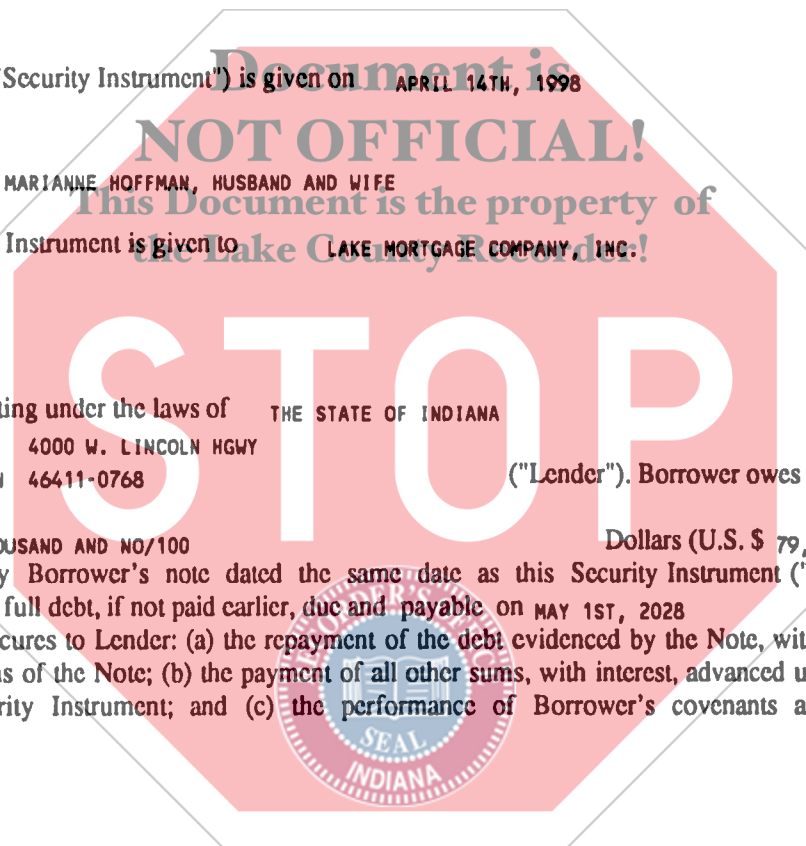 Document is
Security Instrument") is given on APRIL 14TH, 1998
NOT OFFICIAL!
MARIANNE HOFFMAN, HUSBAND AND WIFE
This Document is the property of
Instrument is given to LAKE MORTGAGE COMPANY, INC.
the Lake County Recorder!
STOP
ting under the laws of THE STATE OF INDIANA
4000 W. LINCOLN HGWY
46411-0768 ("Lender"). Borrower owes
OUSAND AND NO/100 Dollars (U.S. $ 79,
y Borrower's note dated the same date as this Security Instrument ("
full debt, if not paid earlier, due and payable on MAY 1ST, 2028
cures to Lender: (a) the repayment of the debt evidenced by the Note, wit
s of the Note; (b) the payment of all other sums, with interest, advanced u
rity Instrument; and (c) the performance of Borrower's covenants a
RECORDER'S OFFICE
SEAL
INDIANA